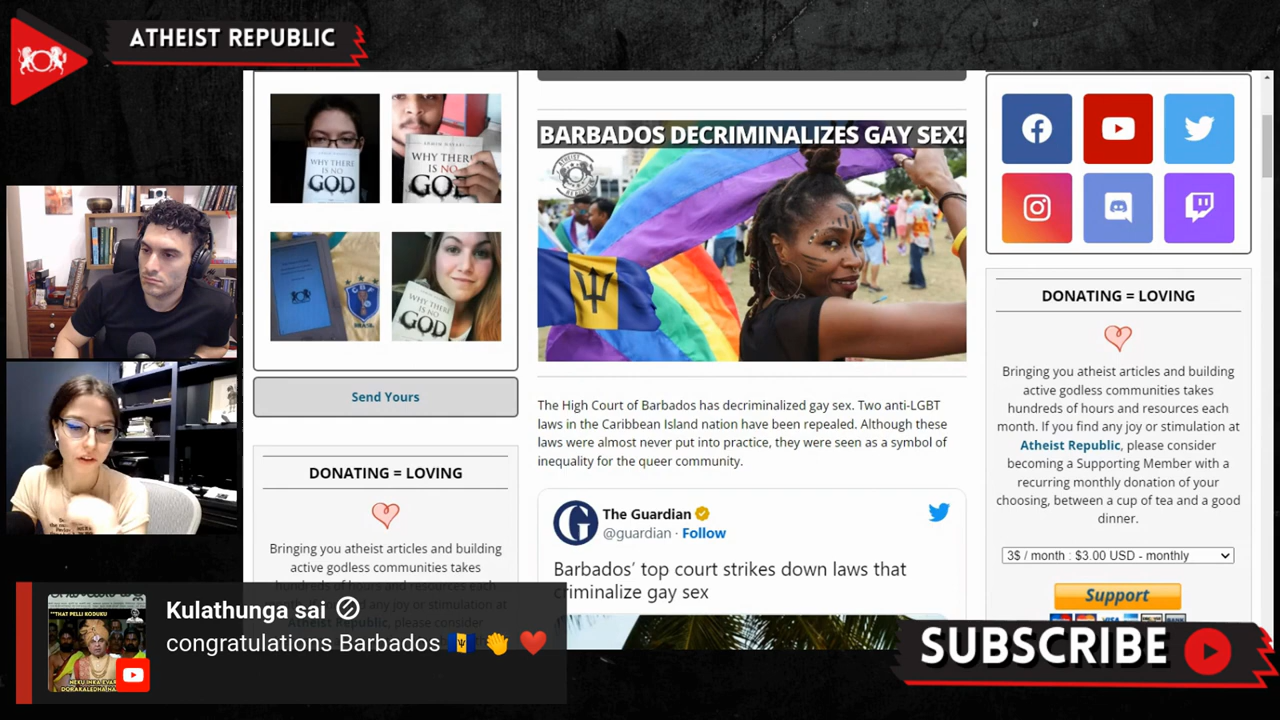 ATHEIST REPUBLIC
WHY THERE
IS NO
GOD
WHY THERE
IS NO
GOD
WHY THERE
IS NO
GOD
Send Yours
DONATING = LOVING
Bringing you atheist articles and building
active godless communities takes
hundreds of hours and resources each
BARBADOS DECRIMINALIZES GAY SEX!
The High Court of Barbados has decriminalized gay sex. Two anti-LGBT
laws in the Caribbean Island nation have been repealed. Although these
laws were almost never put into practice, they were seen as a symbol of
inequality for the queer community.
The Guardian
@guardian · Follow
Barbados’ top court strikes down laws that
criminalize gay sex
DONATING = LOVING
Bringing you atheist articles and building
active godless communities takes
hundreds of hours and resources each
month. If you find any joy or stimulation at
Atheist Republic, please consider
becoming a Supporting Member with a
recurring monthly donation of your
choosing, between a cup of tea and a good
dinner.
3$ / month : $3.00 USD - monthly
Support
Kulathunga sai
congratulations Barbados 🇧🇧 👏 ❤️
SUBSCRIBE